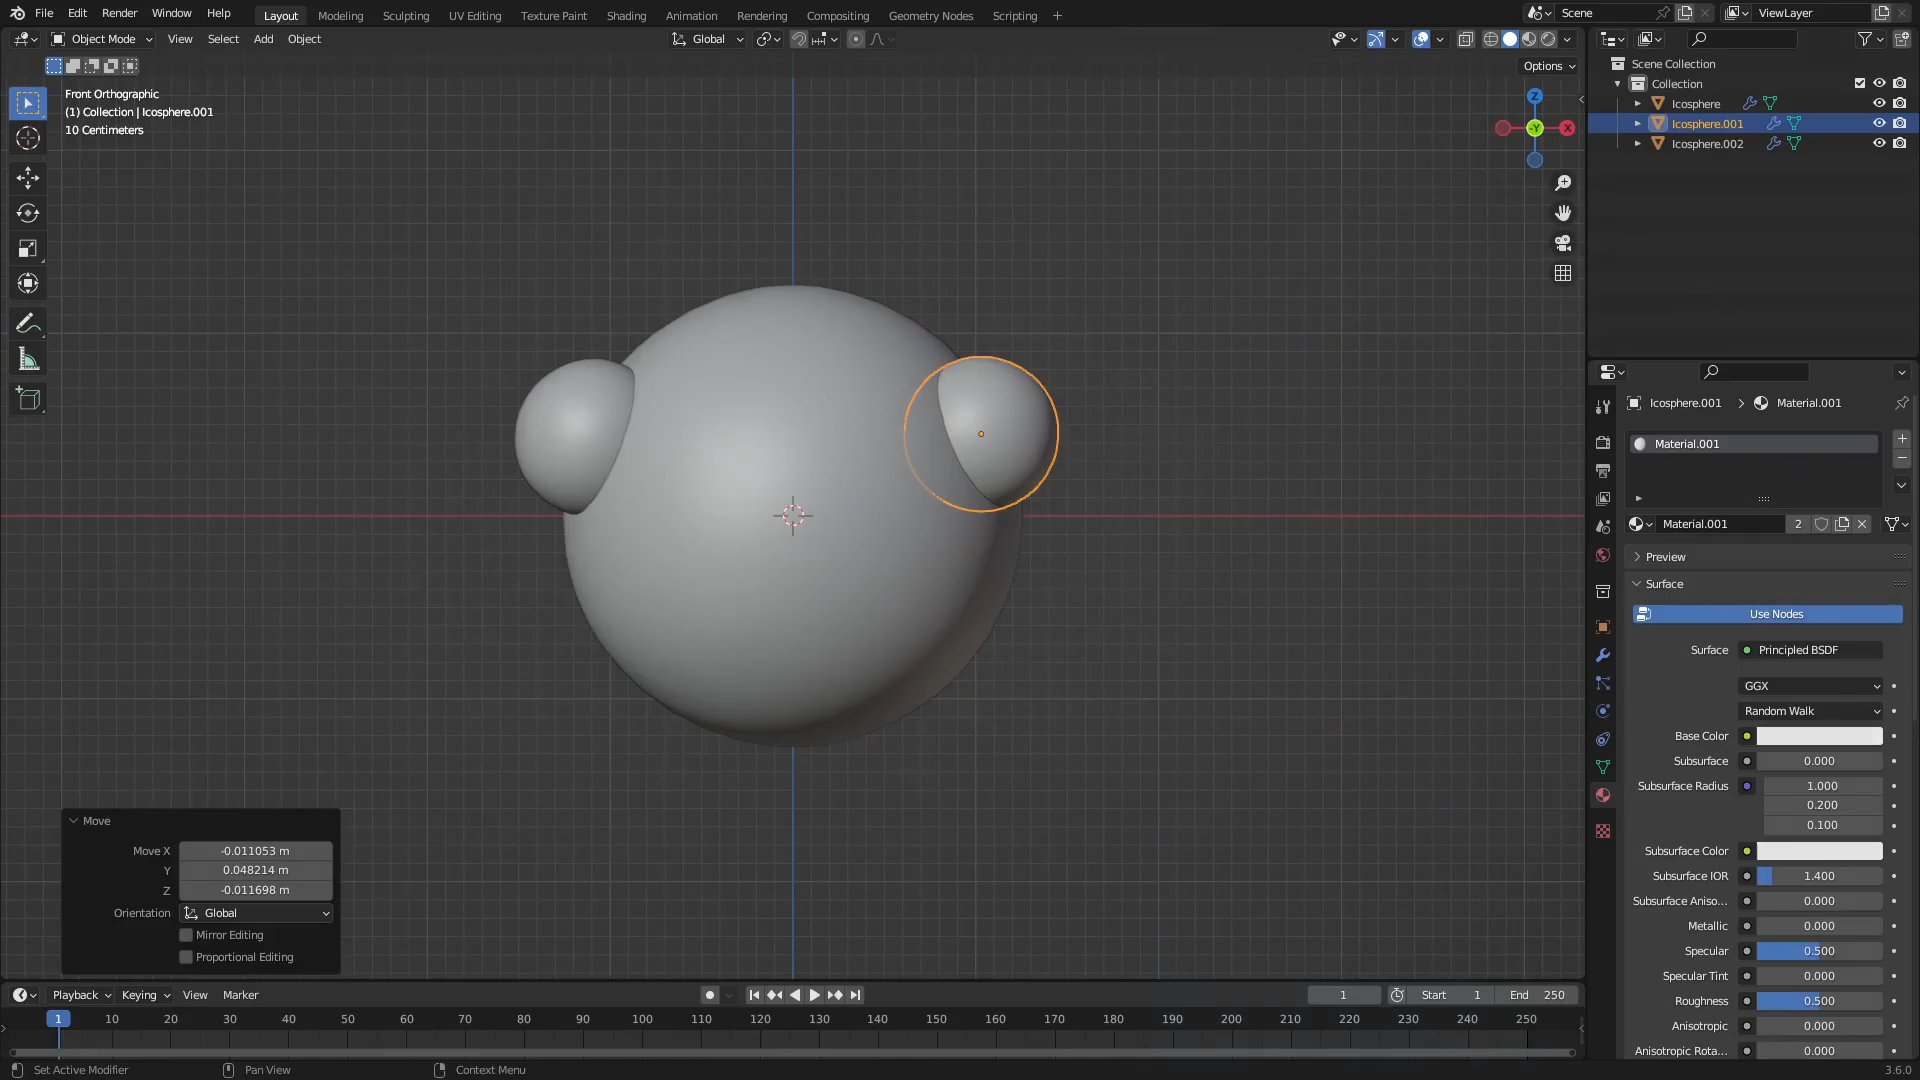 File Edit Render Window Help Layout Modeling Sculpting UV Editing Texture Paint Shading Animation Rendering Compositing Geometry Nodes Scripting + Scene ViewLayer
Object Mode View Select Add Object Global
Options
Front Orthographic
(1) Collection | Icosphere.001
10 Centimeters
Z
-Y
X
Scene Collection
Collection
Icosphere
Icosphere.001
Icosphere.002
Icosphere.001 Material.001
Material.001
Material.001 2
Preview
Surface
Use Nodes
Surface Principled BSDF
GGX
Random Walk
Base Color
Subsurface 0.000
Subsurface Radius 1.000
0.200
0.100
Subsurface Color
Subsurface IOR 1.400
Subsurface Aniso... 0.000
Metallic 0.000
Specular 0.500
Specular Tint 0.000
Roughness 0.500
Anisotropic 0.000
Anisotropic Rota... 0.000
Move
Move X -0.011053 m
Y 0.048214 m
Z -0.011698 m
Orientation Global
Mirror Editing
Proportional Editing
Playback Keying View Marker 1 Start 1 End 250
1 10 20 30 40 50 60 70 80 90 100 110 120 130 140 150 160 170 180 190 200 210 220 230 240 250
Set Active Modifier Pan View Context Menu 3.6.0